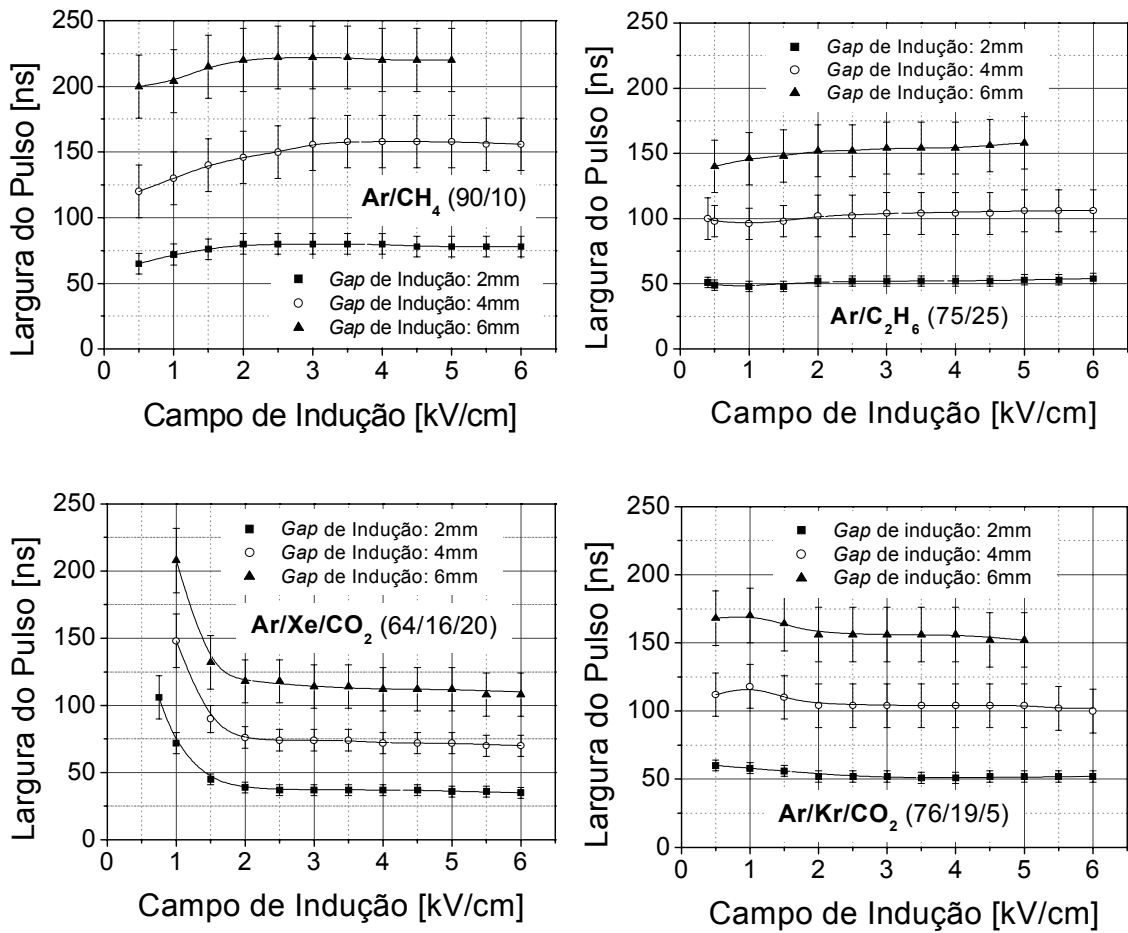 250
200
150
100
50
0
Largura do Pulso [ns]
Ar/CH₄ (90/10)
Gap de Indução: 2mm
Gap de Indução: 4mm
Gap de Indução: 6mm
0 1 2 3 4 5 6
Campo de Indução [kV/cm]
250
200
150
100
50
0
Largura do Pulso [ns]
Gap de Indução: 2mm
Gap de Indução: 4mm
Gap de Indução: 6mm
Ar/C₂H₆ (75/25)
0 1 2 3 4 5 6
Campo de Indução [kV/cm]
250
200
150
100
50
0
Largura do Pulso [ns]
Gap de Indução: 2mm
Gap de Indução: 4mm
Gap de Indução: 6mm
Ar/Xe/CO₂ (64/16/20)
0 1 2 3 4 5 6
Campo de Indução [kV/cm]
250
200
150
100
50
0
Largura do Pulso [ns]
Gap de indução: 2mm
Gap de indução: 4mm
Gap de indução: 6mm
Ar/Kr/CO₂ (76/19/5)
0 1 2 3 4 5 6
Campo de Indução [kV/cm]